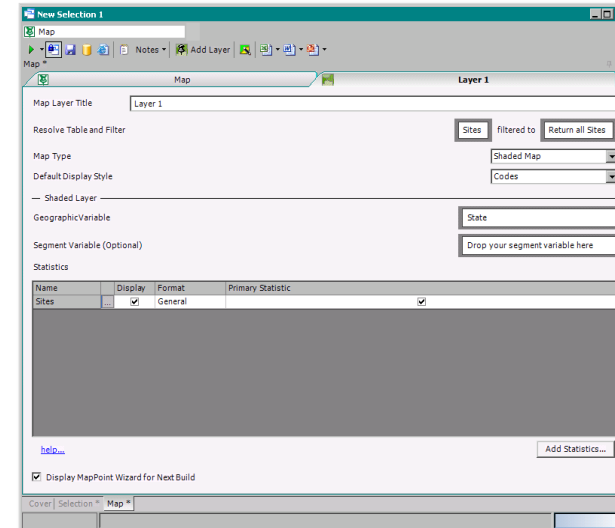 New Selection 1
Map
Notes Add Layer
Map *
Map Layer 1
Map Layer Title Layer 1
Resolve Table and Filter Sites filtered to Return all Sites
Map Type Shaded Map
Default Display Style Codes
Shaded Layer
GeographicVariable State
Segment Variable (Optional) Drop your segment variable here
Statistics
Name Display Format Primary Statistic
Sites ... General
help... Add Statistics...
Display MapPoint Wizard for Next Build
Cover Selection * Map *